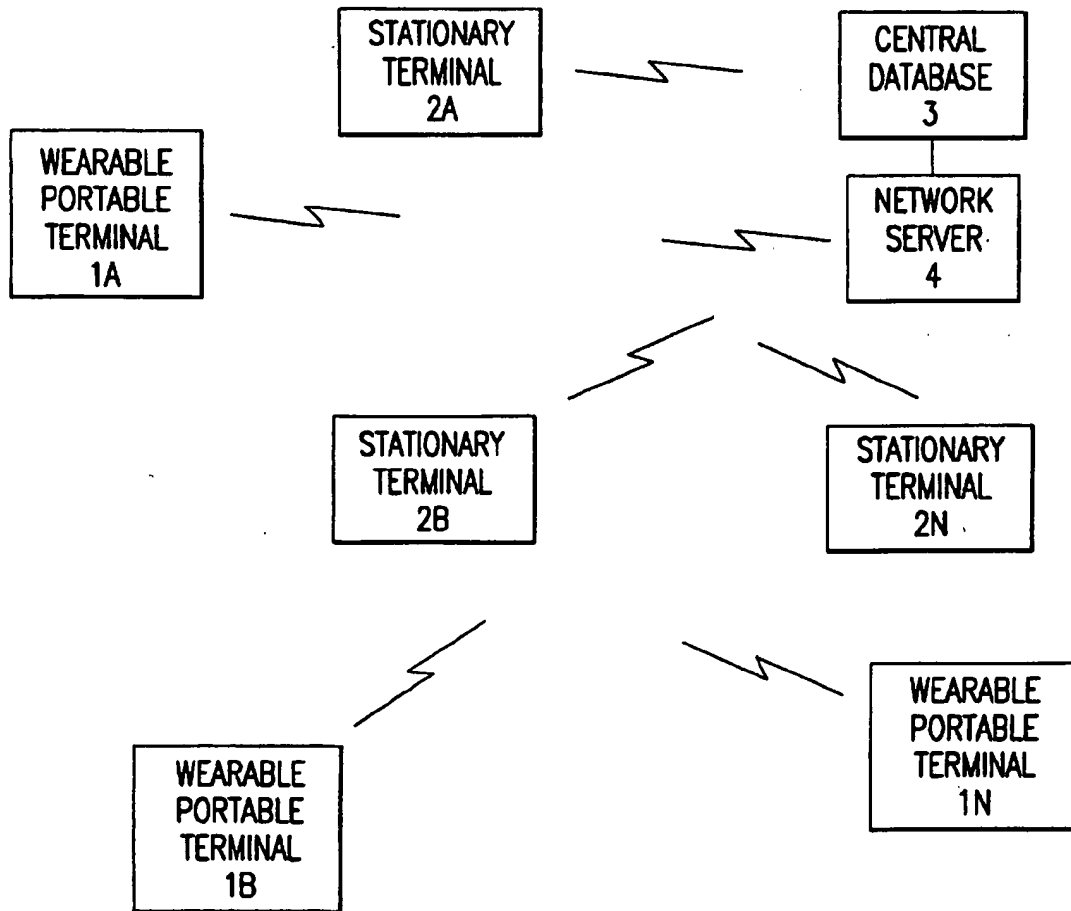 STATIONARY
TERMINAL
2A
CENTRAL
DATABASE
3
WEARABLE
PORTABLE
TERMINAL
1A
NETWORK
SERVER
4
STATIONARY
TERMINAL
2B
STATIONARY
TERMINAL
2N
WEARABLE
PORTABLE
TERMINAL
1N
WEARABLE
PORTABLE
TERMINAL
1B